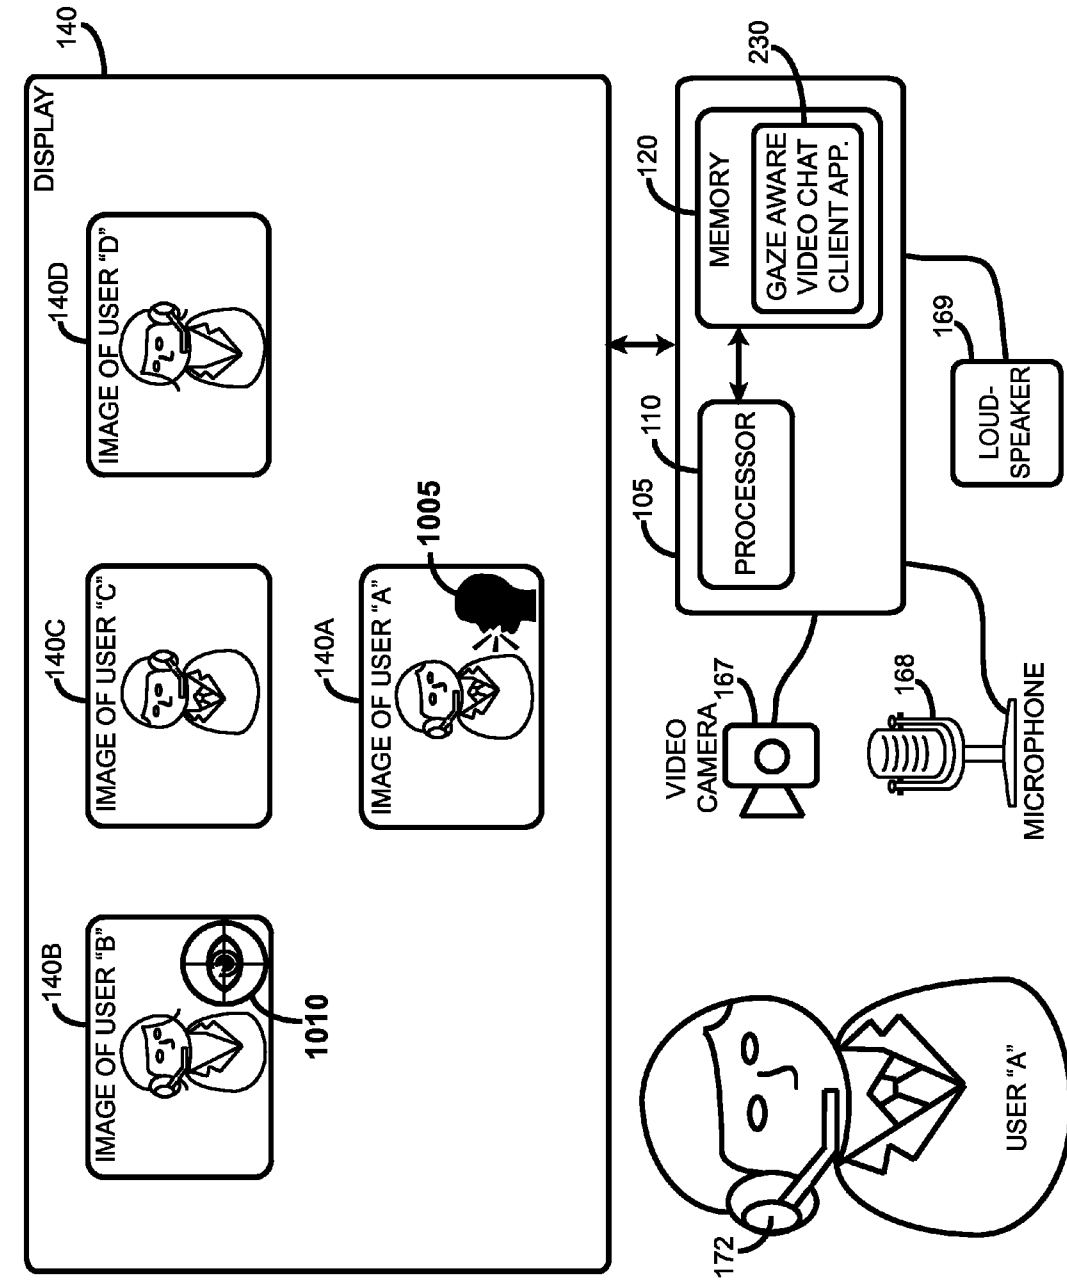 DISPLAY
140
140B
IMAGE OF USER “B”
1010
140C
IMAGE OF USER “C”
140D
IMAGE OF USER “D”
140A
IMAGE OF USER “A”
1005
172
USER “A”
VIDEO
CAMERA
167
168
MICROPHONE
105
110
PROCESSOR
120
MEMORY
230
GAZE AWARE
VIDEO CHAT
CLIENT APP.
169
LOUD-
SPEAKER